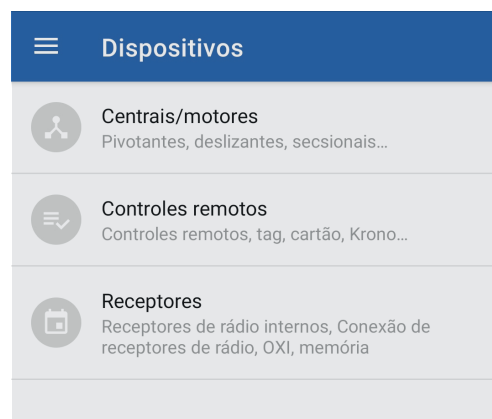 Dispositivos
Centrais/motores
Pivotantes, deslizantes, secsionais...
Controles remotos
Controles remotos, tag, cartão, Krono...
Receptores
Receptores de rádio internos, Conexão de
receptores de rádio, OXI, memória